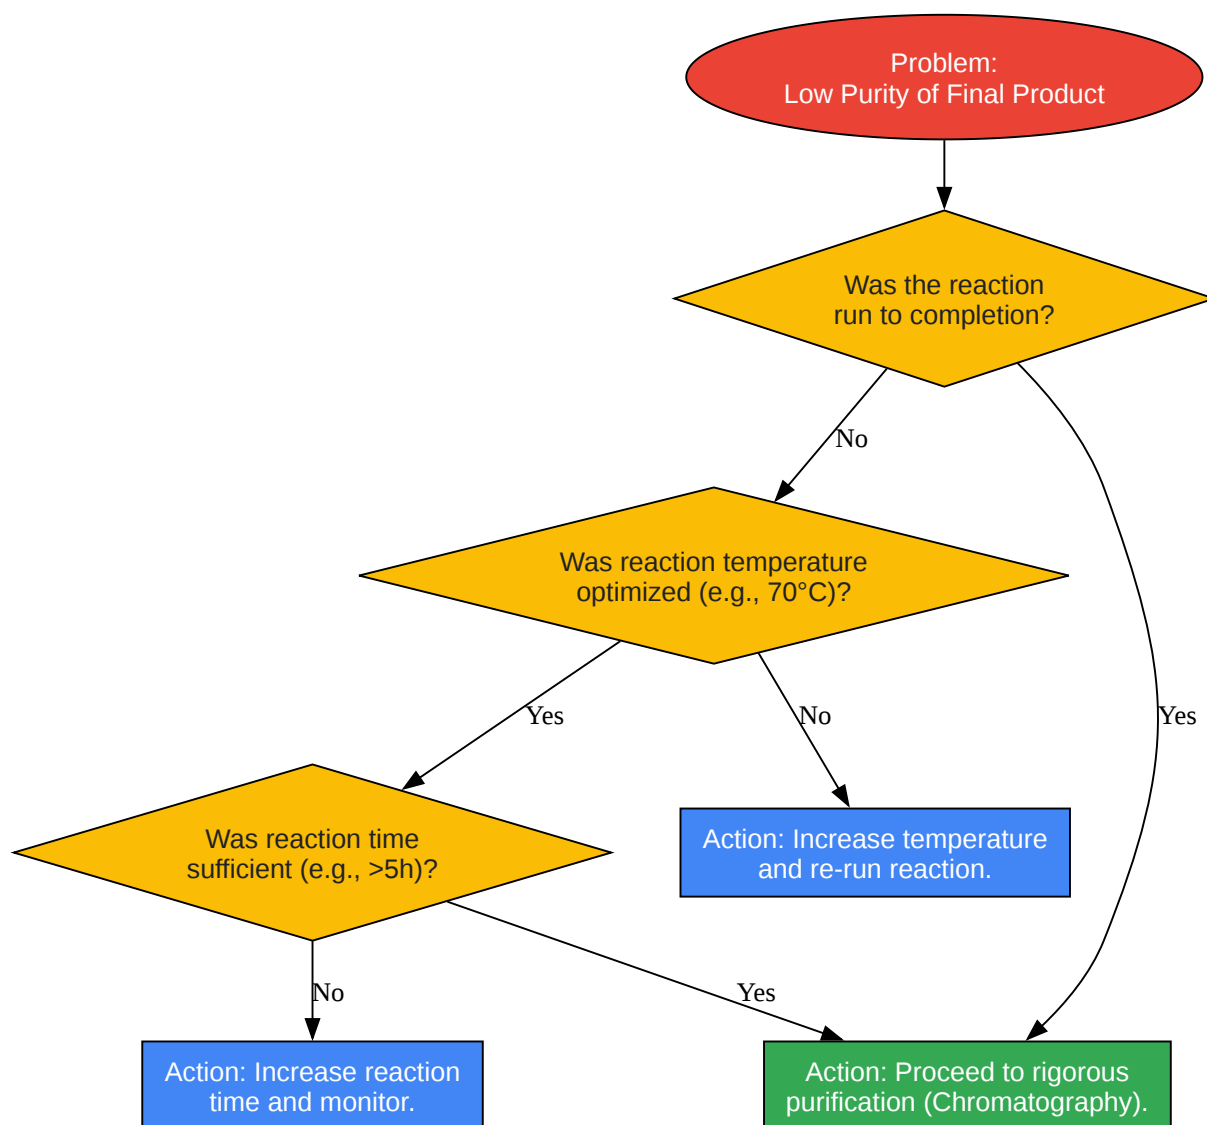 Problem:
Low Purity of Final Product
Was the reaction
run to completion?
No
Was reaction temperature
optimized (e.g., 70°C)?
Yes
No
Yes
Was reaction time
sufficient (e.g., >5h)?
Action: Increase temperature
and re-run reaction.
No
Yes
Action: Increase reaction
time and monitor.
Action: Proceed to rigorous
purification (Chromatography).